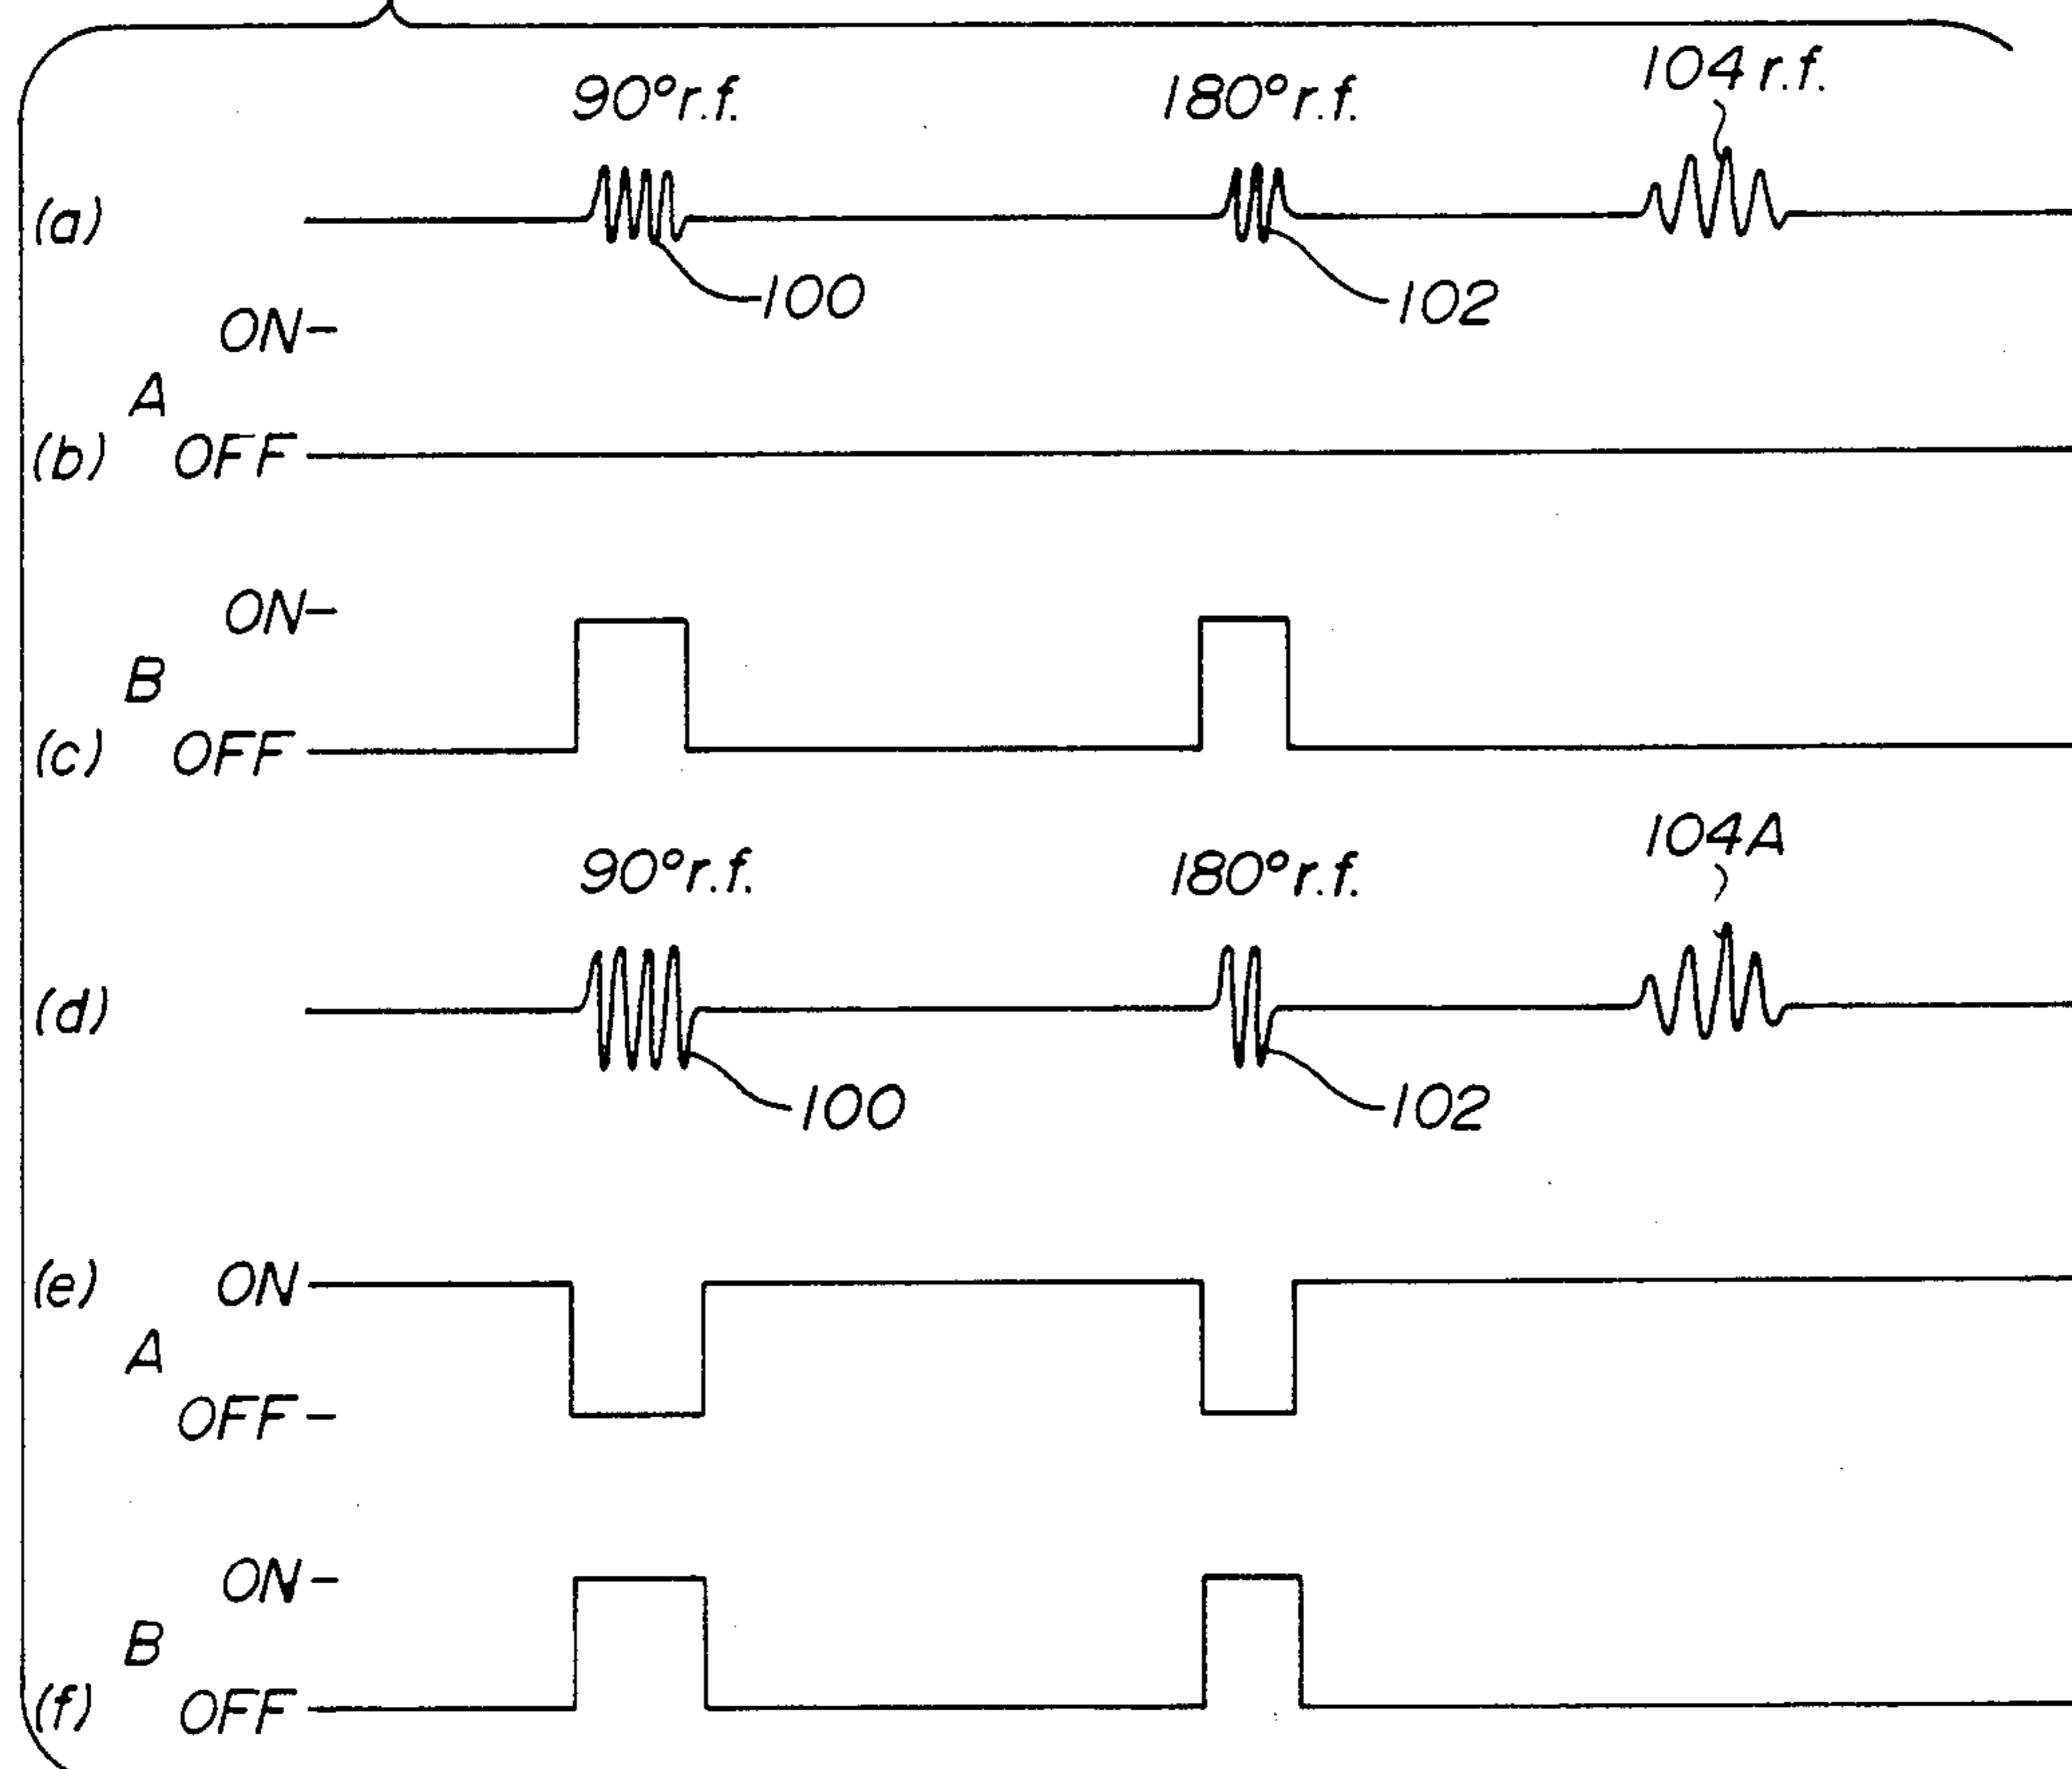 104 r.f.
90° r.f.
180° r.f.
(a)
100
102
ON
A
(b) OFF
ON
B
(c) OFF
104A
90° r.f.
180° r.f.
(d)
100
102
(e) ON
A
OFF
ON
B
(f) OFF